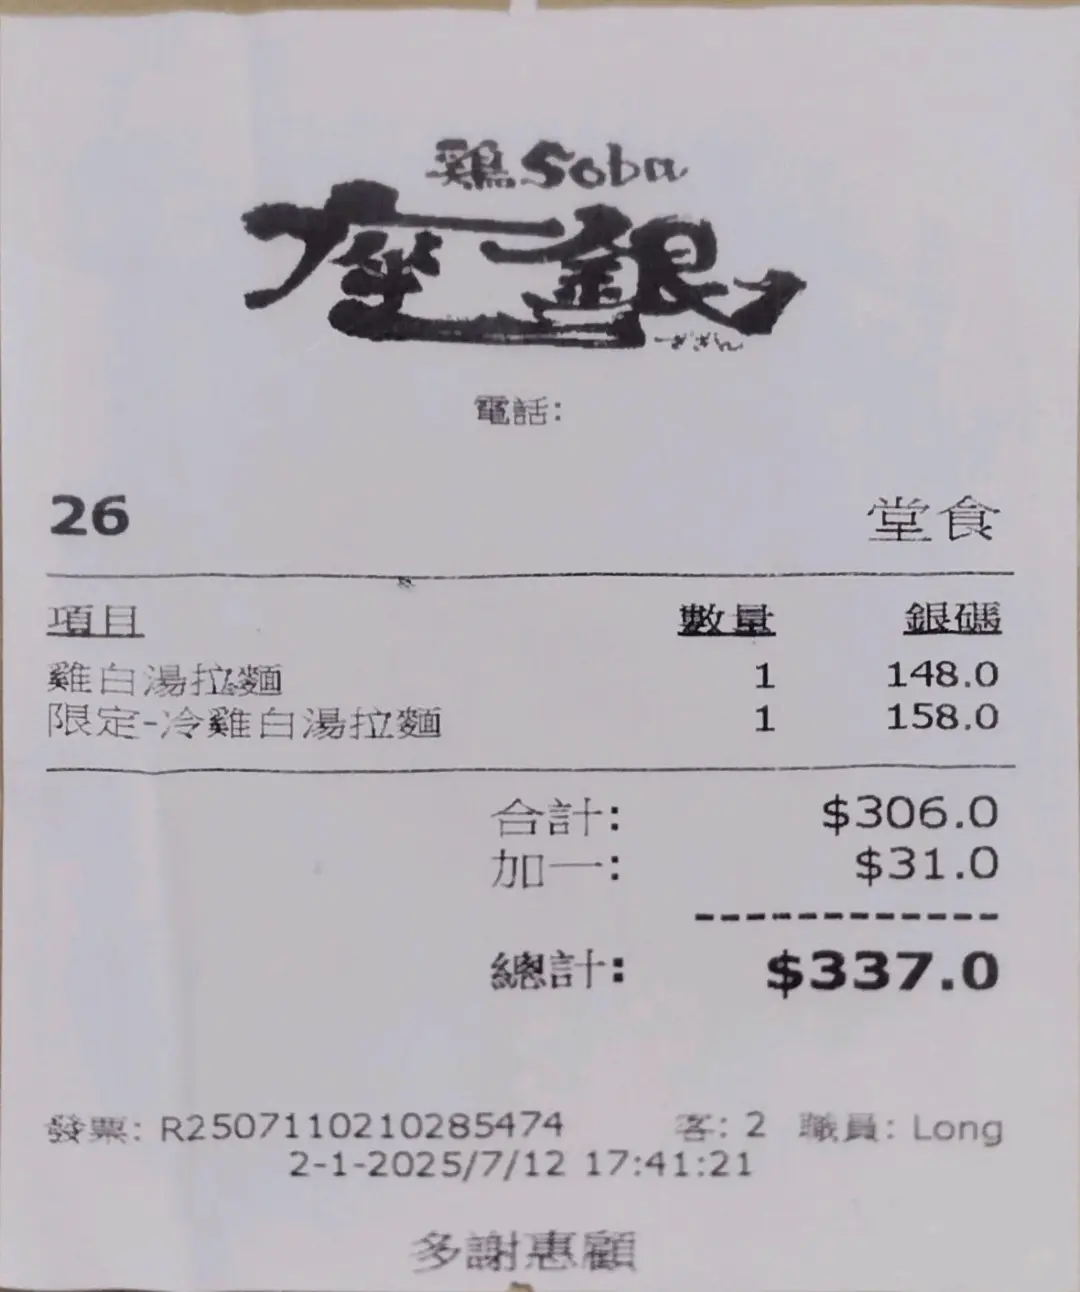 鶏Soba
座銀
ぎざん
電話:
26 堂食
項目 數量 銀碼
雞白湯拉麵 1 148.0
限定-冷雞白湯拉麵 1 158.0
合計: $306.0
加一: $31.0
總計: $337.0
發票: R2507110210285474 客: 2 職員: Long
2-1-2025/7/12 17:41:21
多謝惠顧